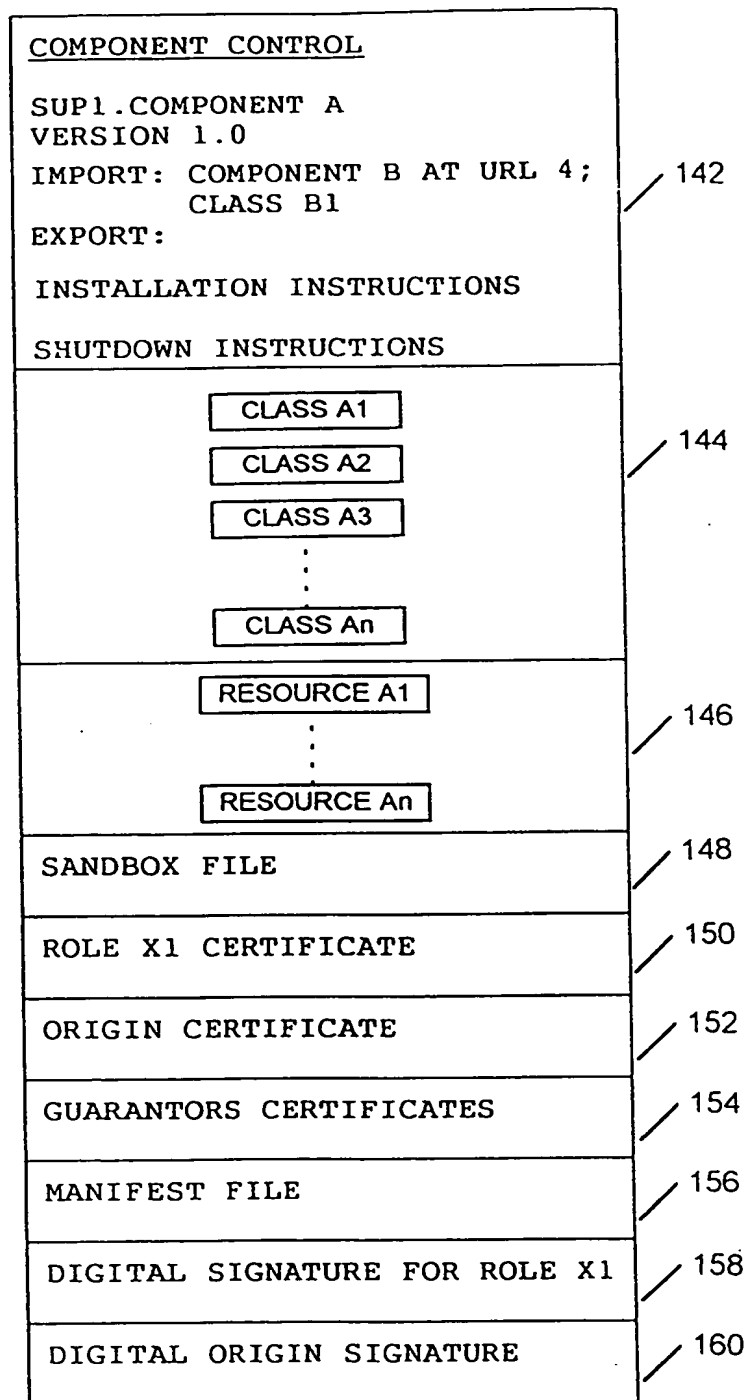 COMPONENT CONTROL
SUP1.COMPONENT A
VERSION 1.0
IMPORT: COMPONENT B AT URL 4;
CLASS B1
EXPORT:
INSTALLATION INSTRUCTIONS
SHUTDOWN INSTRUCTIONS
142
CLASS A1
CLASS A2
CLASS A3
CLASS An
144
RESOURCE A1
RESOURCE An
146
SANDBOX FILE
148
ROLE X1 CERTIFICATE
150
ORIGIN CERTIFICATE
152
GUARANTORS CERTIFICATES
154
MANIFEST FILE
156
DIGITAL SIGNATURE FOR ROLE X1
158
DIGITAL ORIGIN SIGNATURE
160